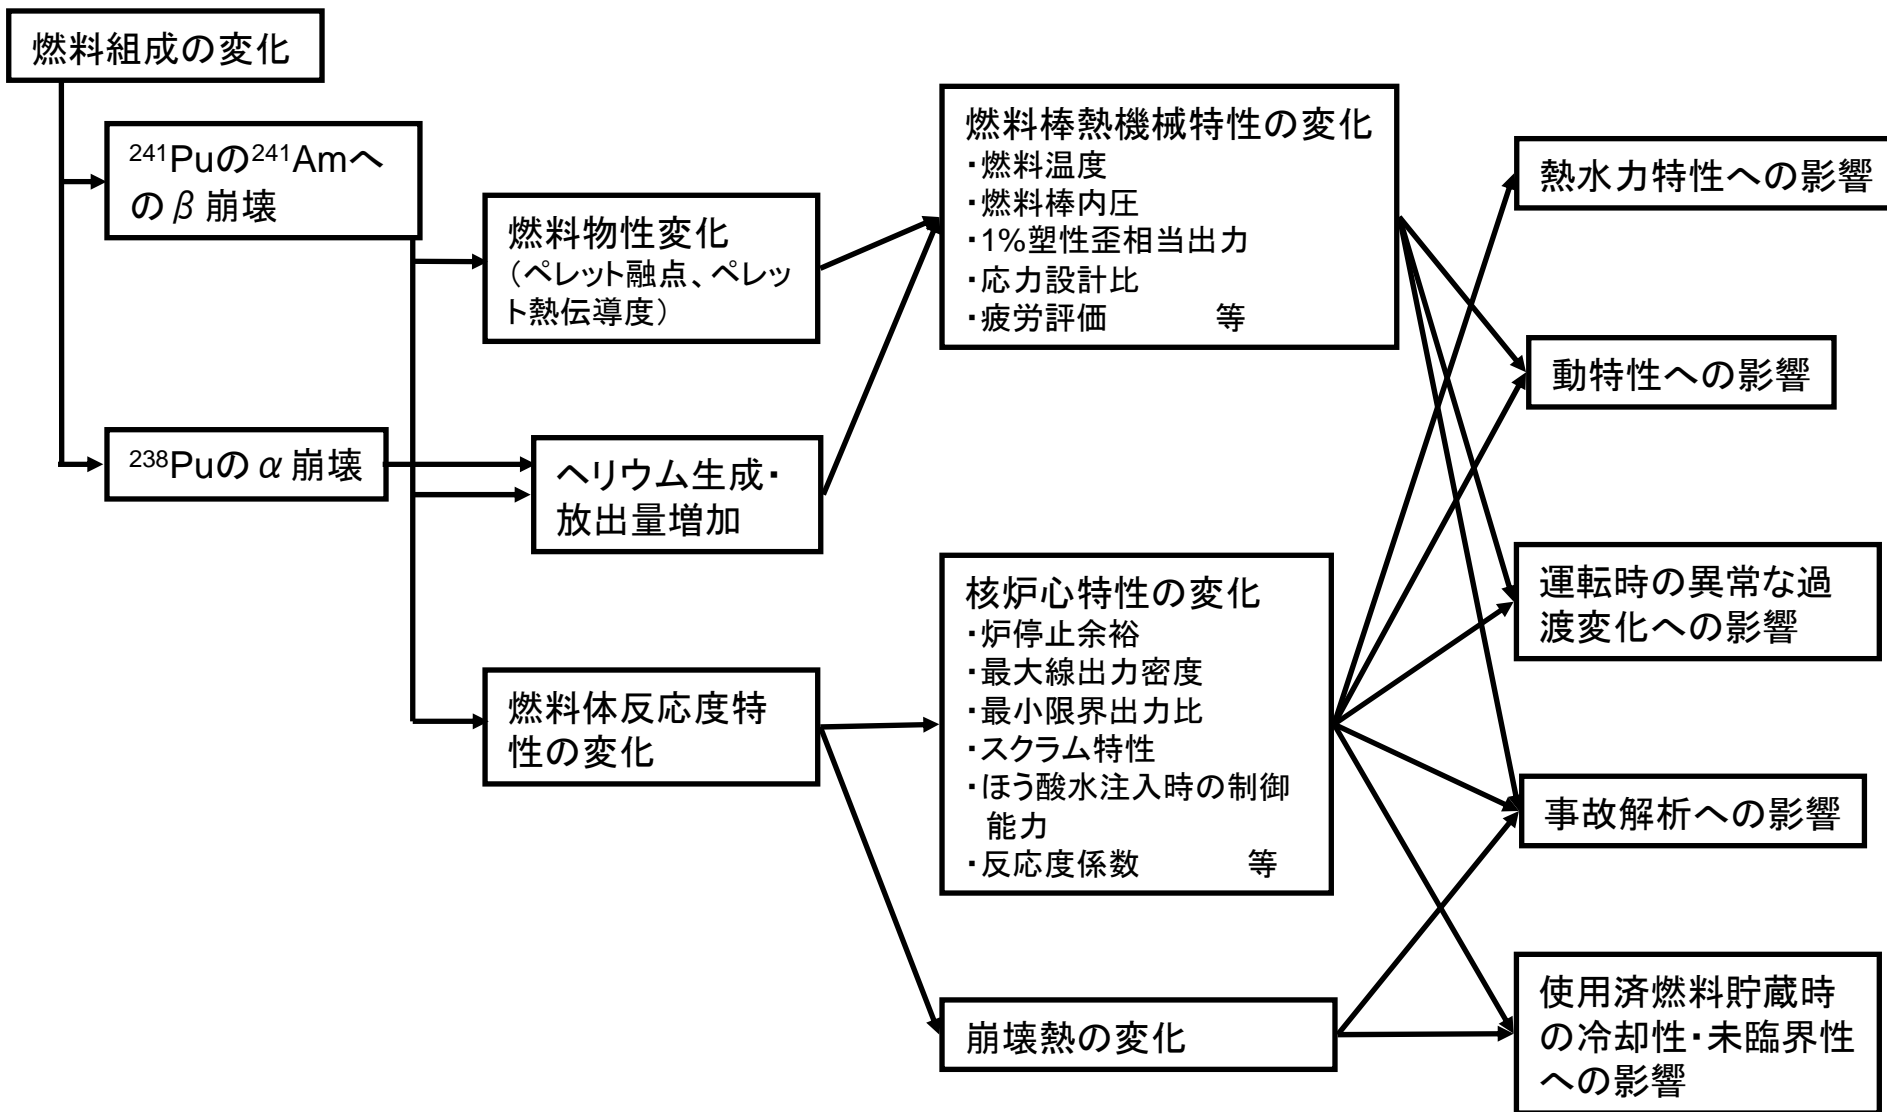 燃料組成の変化
²⁴¹Puの²⁴¹Amへ
のβ崩壊
²³⁸Puのα崩壊
燃料物性変化
（ペレット融点、ペレッ
ト熱伝導度）
ヘリウム生成・
放出量増加
燃料体反応度特
性の変化
燃料棒熱機械特性の変化
・燃料温度
・燃料棒内圧
・1%塑性歪相当出力
・応力設計比
・疲労評価　　　等
核炉心特性の変化
・炉停止余裕
・最大線出力密度
・最小限界出力比
・スクラム特性
・ほう酸水注入時の制御
能力
・反応度係数　　　等
崩壊熱の変化
熱水力特性への影響
動特性への影響
運転時の異常な過
渡変化への影響
事故解析への影響
使用済燃料貯蔵時
の冷却性・未臨界性
への影響